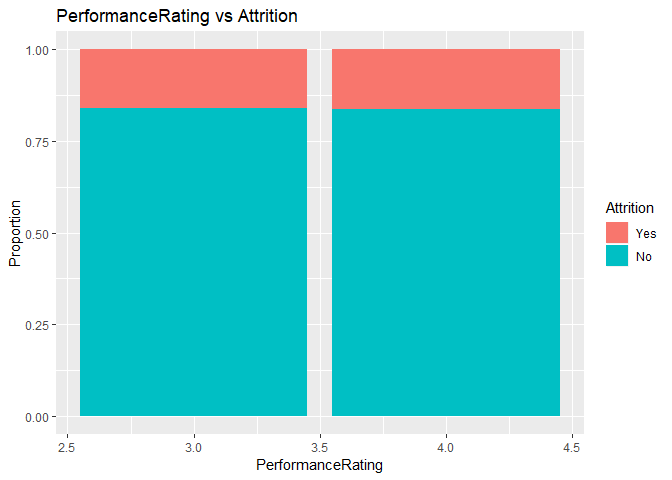 PerformanceRating vs Attrition
1.00
0.75
0.50
0.25
0.00
Proportion
2.5 3.0 3.5 4.0 4.5
PerformanceRating
Attrition
Yes
No